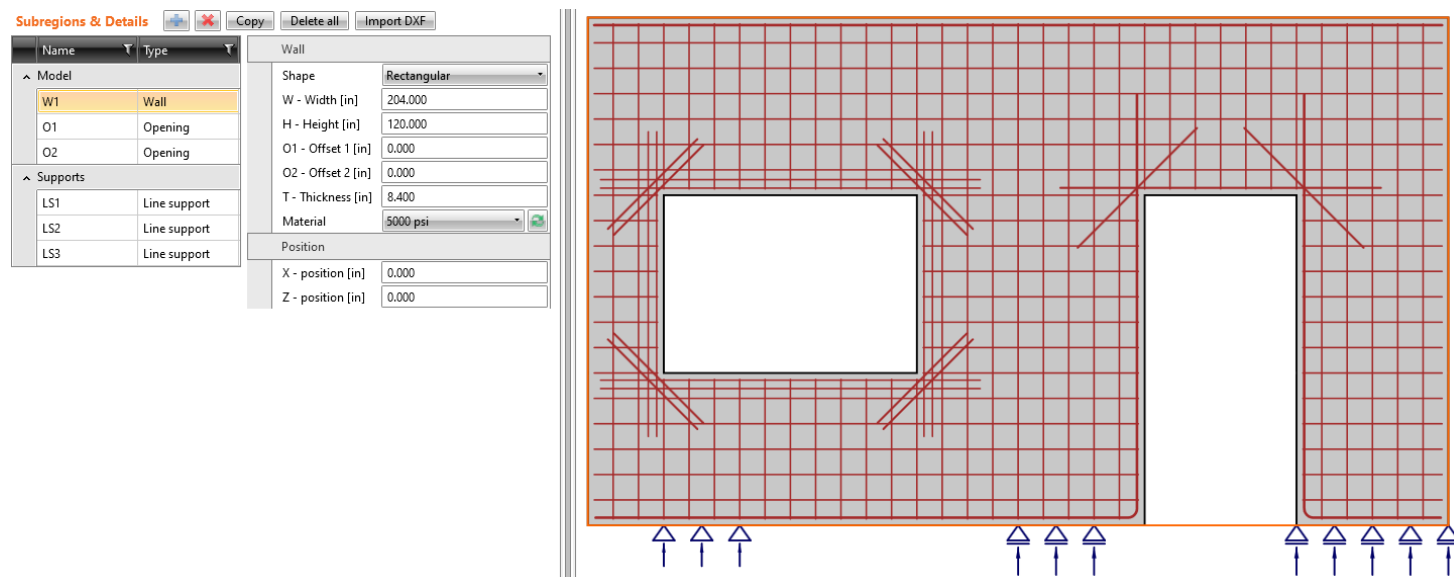 Subregions & Details Copy Delete all Import DXF
Name Type
Model
W1 Wall
O1 Opening
O2 Opening
Supports
LS1 Line support
LS2 Line support
LS3 Line support
Wall
Shape Rectangular
W - Width [in] 204.000
H - Height [in] 120.000
O1 - Offset 1 [in] 0.000
O2 - Offset 2 [in] 0.000
T - Thickness [in] 8.400
Material 5000 psi
Position
X - position [in] 0.000
Z - position [in] 0.000